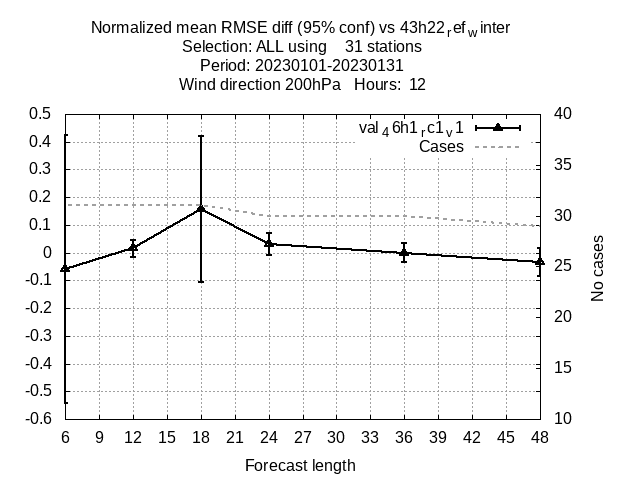 Normalized mean RMSE diff (95% conf) vs 43h22refwinter
Selection: ALL using 31 stations
Period: 20230101-20230131
Wind direction 200hPa Hours: 12
val46h1rc1v1
Cases
0.5
0.4
0.3
0.2
0.1
0
-0.1
-0.2
-0.3
-0.4
-0.5
-0.6
40
35
30
25
20
15
10
No cases
6 9 12 15 18 21 24 27 30 33 36 39 42 45 48
Forecast length